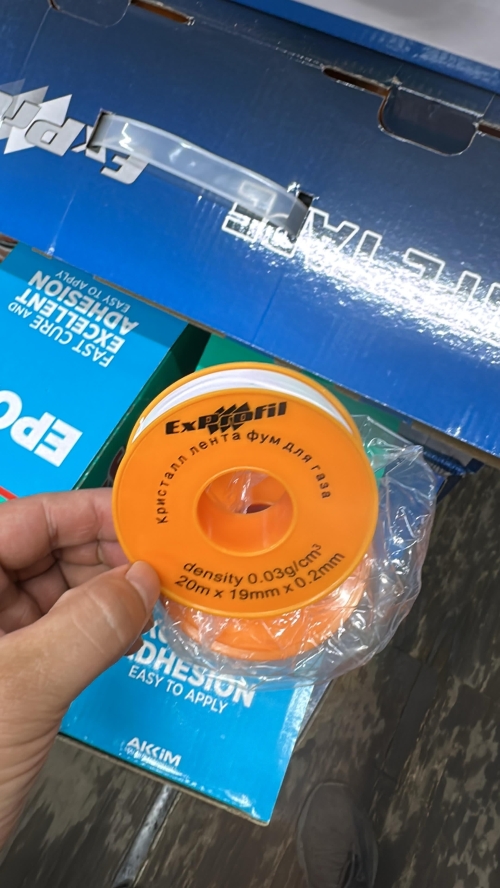 ExProfil
Кристалл лента фум для газа
density 0.03g/cm³
20m x 19mm x 0.2mm
FAST CURE AND
EXCELLENT
ADHESION
EASY TO APPLY
EPO
ADHESION
EASY TO APPLY
AKKİM